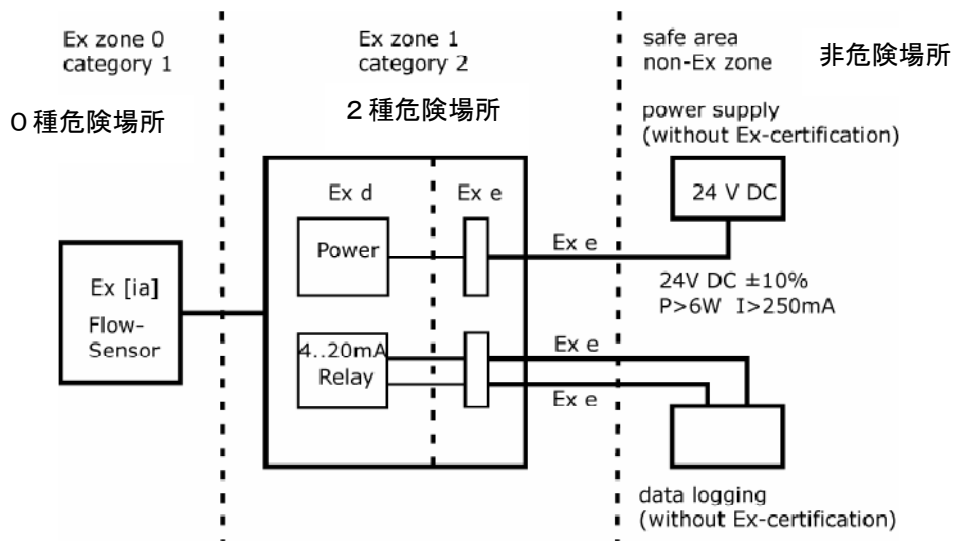 Ex zone 0
category 1
０種危険場所
Ex zone 1
category 2
２種危険場所
safe area
non-Ex zone
非危険場所
power supply
(without Ex-certification)
24 V DC
24V DC ±10%
P>6W I>250mA
Ex d
Ex e
Power
Ex e
Ex [ia]
Flow-
Sensor
4..20mA
Relay
Ex e
Ex e
data logging
(without Ex-certification)